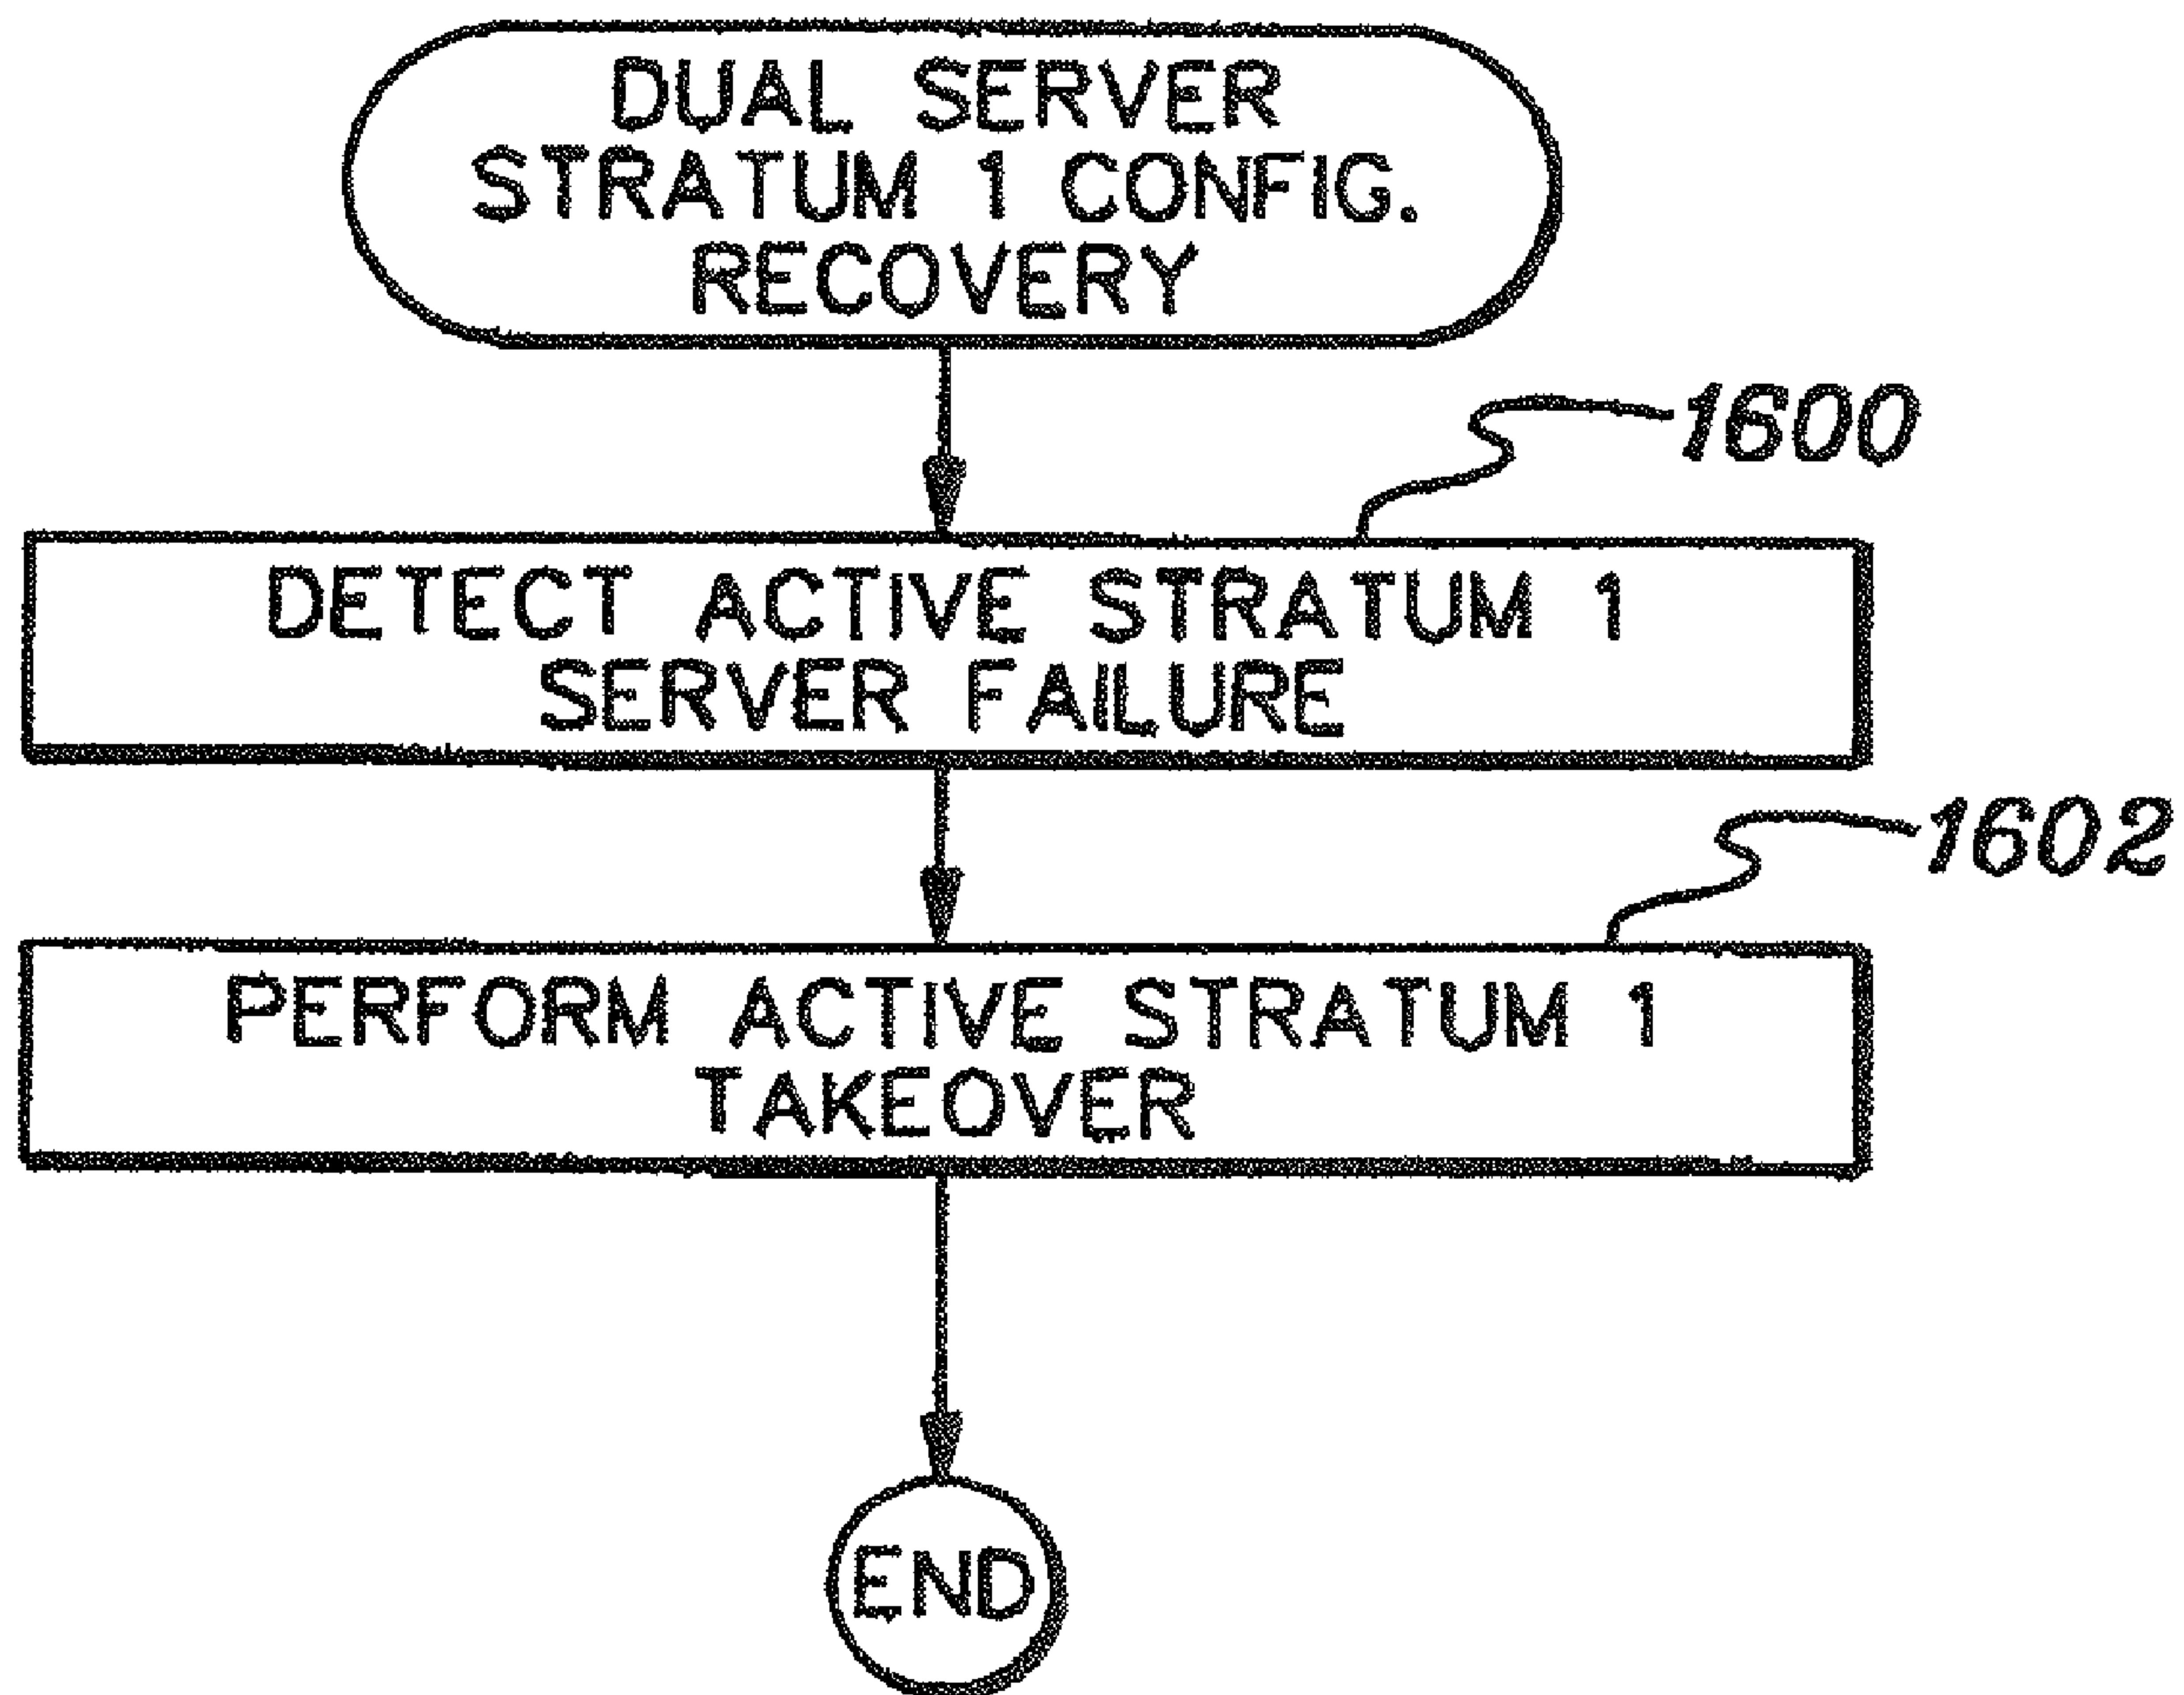 DUAL SERVER
STRATUM 1 CONFIG.
RECOVERY
1600
DETECT ACTIVE STRATUM 1
SERVER FAILURE
1602
PERFORM ACTIVE STRATUM 1
TAKEOVER
END